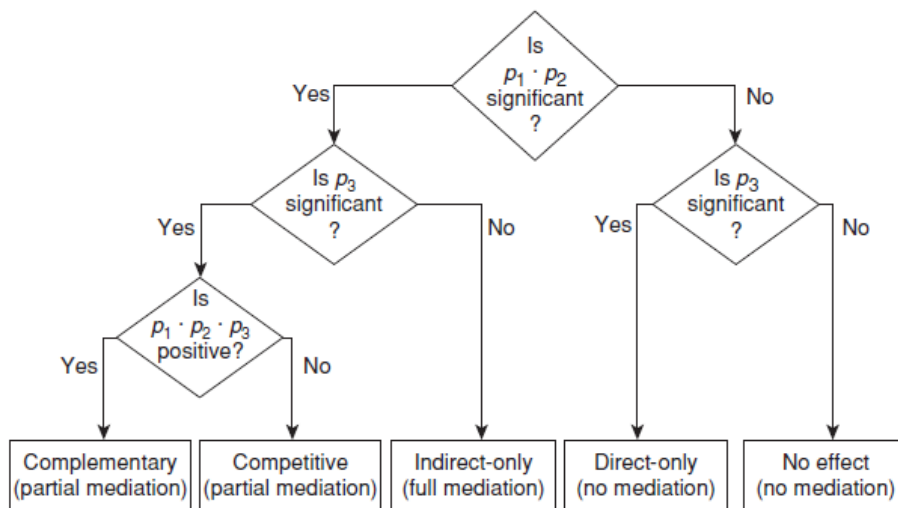 Is
p₁ · p₂
significant
?
Yes
No
Is p₃
significant
?
Is p₃
significant
?
Yes
No
Yes
No
Is
p₁ · p₂ · p₃
positive?
Yes
No
Complementary
(partial mediation)
Competitive
(partial mediation)
Indirect-only
(full mediation)
Direct-only
(no mediation)
No effect
(no mediation)